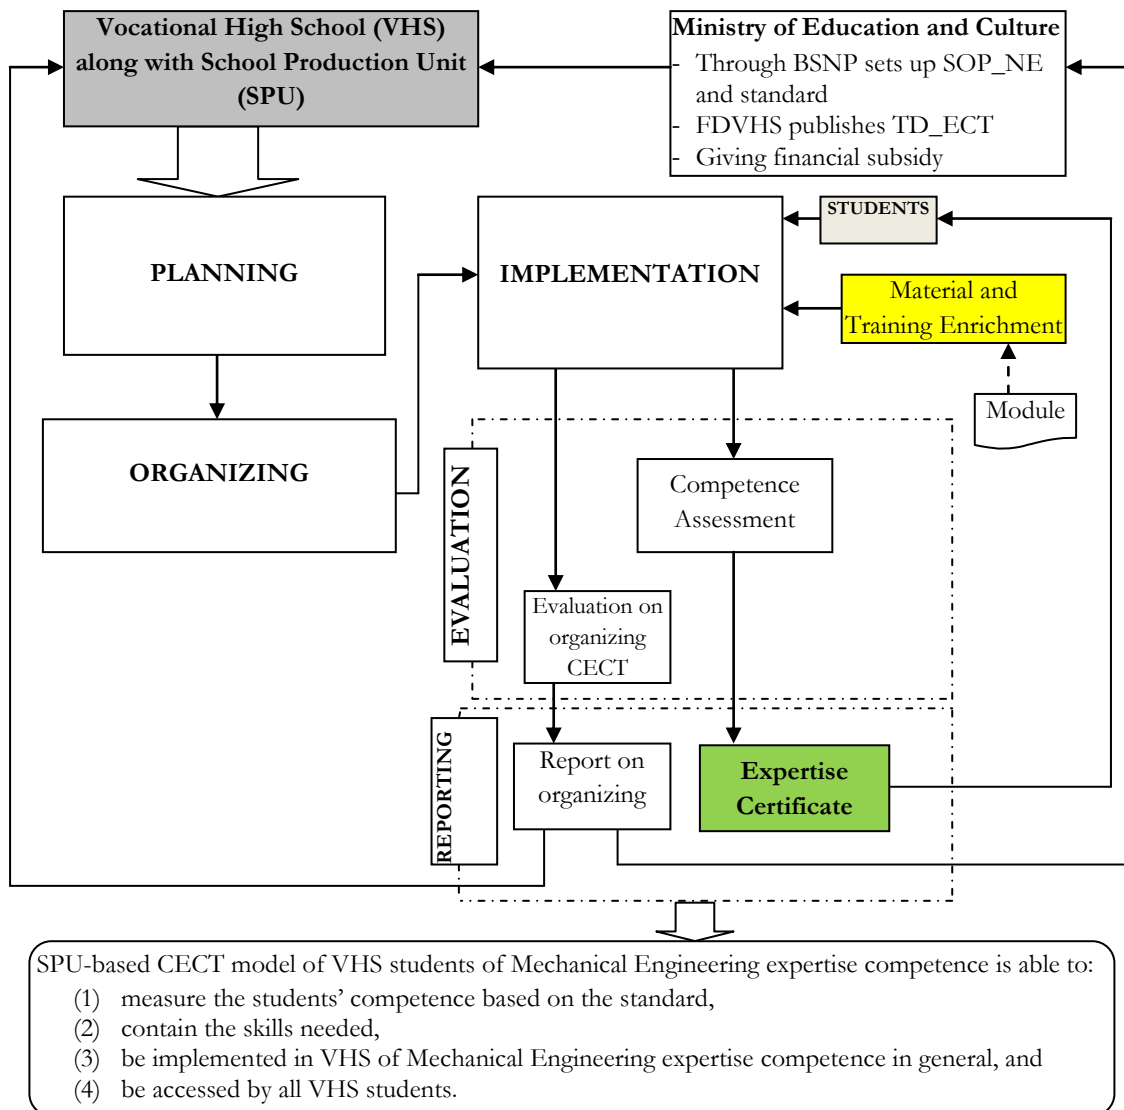 Vocational High School (VHS)
along with School Production Unit
(SPU)
Ministry of Education and Culture
- Through BSNP sets up SOP_NE
and standard
- FDVHS publishes TD_ECT
- Giving financial subsidy
STUDENTS
PLANNING
IMPLEMENTATION
Material and
Training Enrichment
Module
ORGANIZING
EVALUATION
Competence
Assessment
Evaluation on
organizing
CECT
REPORTING
Report on
organizing
Expertise
Certificate
SPU-based CECT model of VHS students of Mechanical Engineering expertise competence is able to:
(1) measure the students’ competence based on the standard,
(2) contain the skills needed,
(3) be implemented in VHS of Mechanical Engineering expertise competence in general, and
(4) be accessed by all VHS students.